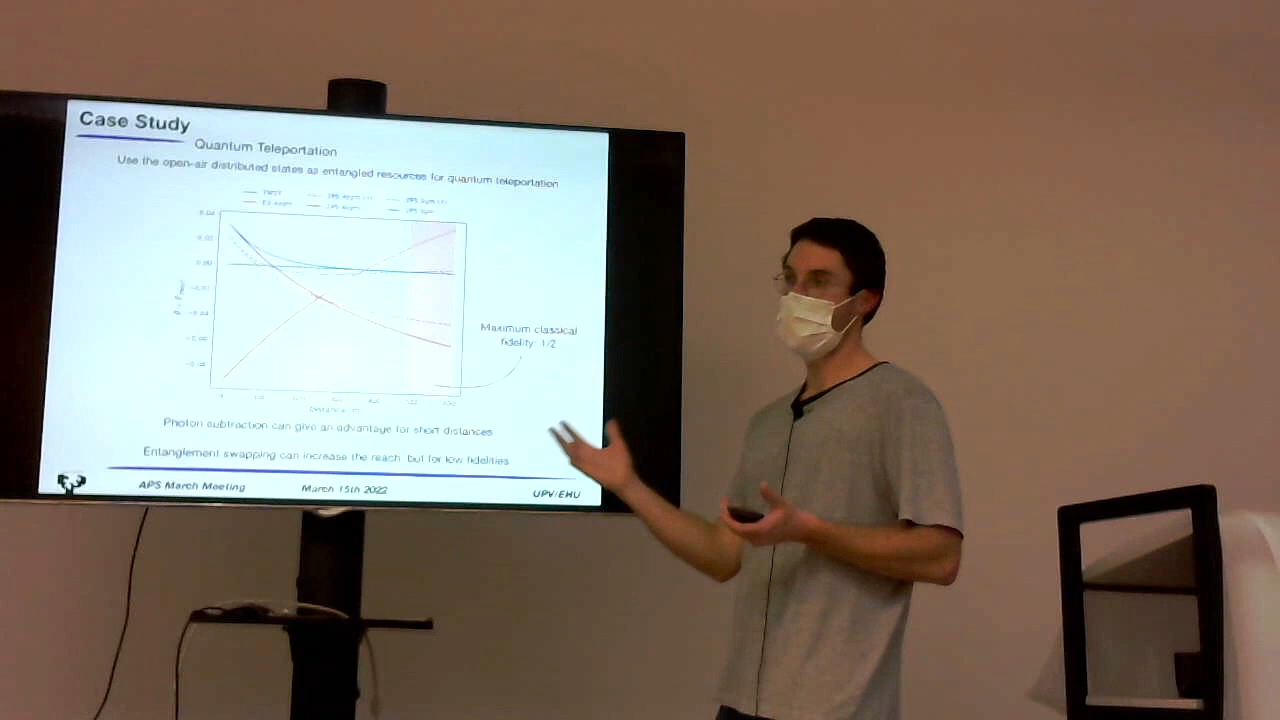 Case Study
Quantum Teleportation
Use the open-air distributed states as entangled resources for quantum teleportation
Maximum classical
fidelity: 1/2
Photon subtraction can give an advantage for short distances
Entanglement swapping can increase the reach, but for low fidelities
APS March Meeting March 15th 2022 UPV/EHU